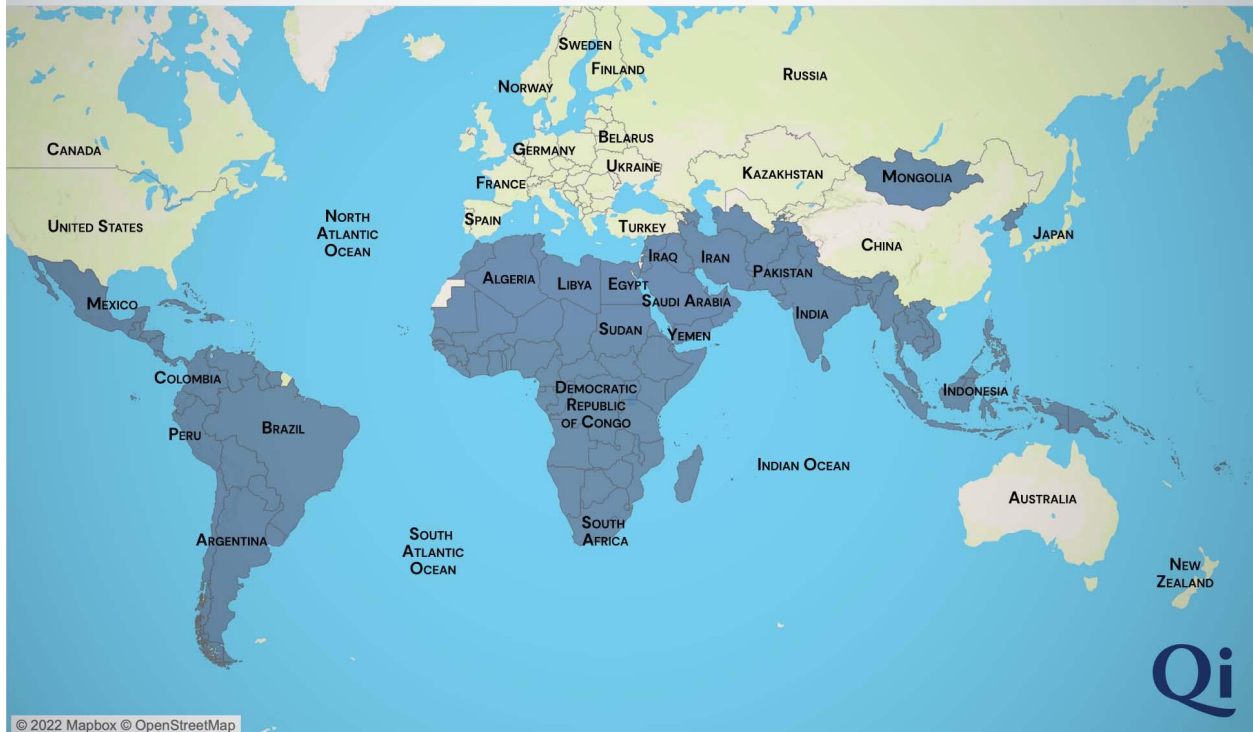 SWEDEN
FINLAND
NORWAY
RUSSIA
BELARUS
GERMANY
UKRAINE
CANADA
FRANCE
KAZAKHSTAN
MONGOLIA
SPAIN
UNITED STATES
NORTH
ATLANTIC
OCEAN
TURKEY
CHINA
JAPAN
IRAQ
IRAN
ALGERIA
LIBYA
EGYPT
PAKISTAN
MEXICO
SAUDI ARABIA
INDIA
SUDAN
YEMEN
COLOMBIA
DEMOCRATIC
REPUBLIC
OF CONGO
INDONESIA
PERU
BRAZIL
INDIAN OCEAN
AUSTRALIA
ARGENTINA
SOUTH
ATLANTIC
OCEAN
SOUTH
AFRICA
NEW
ZEALAND
Qi
© 2022 Mapbox © OpenStreetMap